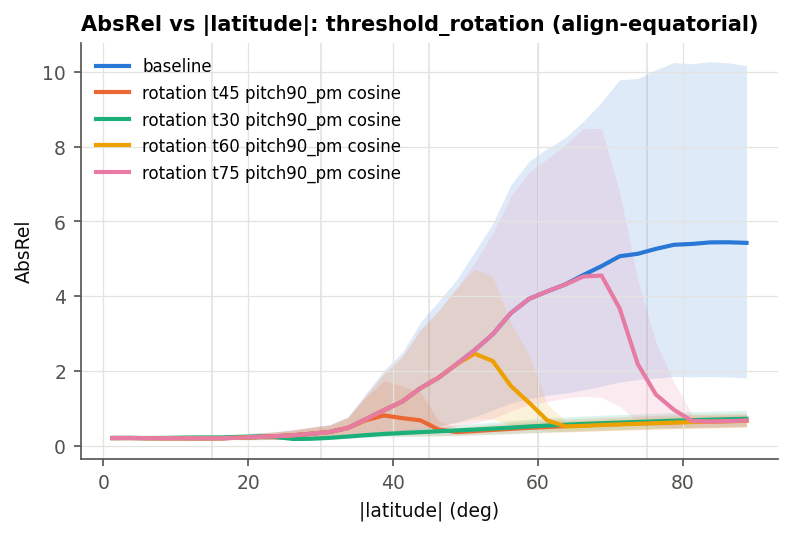 AbsRel vs |latitude|: threshold_rotation (align-equatorial)
baseline
rotation t45 pitch90_pm cosine
rotation t30 pitch90_pm cosine
rotation t60 pitch90_pm cosine
rotation t75 pitch90_pm cosine
AbsRel
10
8
6
4
2
0
0 20 40 60 80
|latitude| (deg)